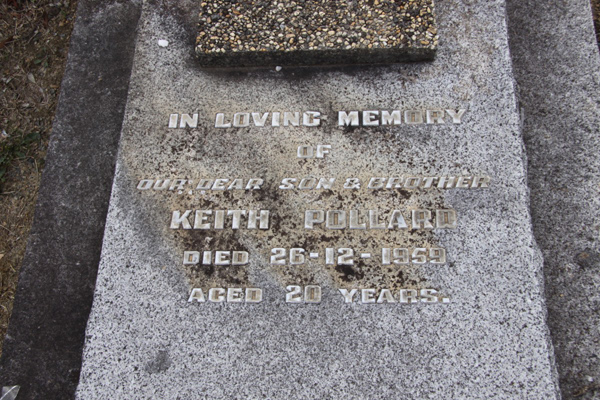 IN LOVING MEMORY
OF
OUR DEAR SON & BROTHER
KEITH POLLARD
DIED 26-12-1959
AGED 20 YEARS.